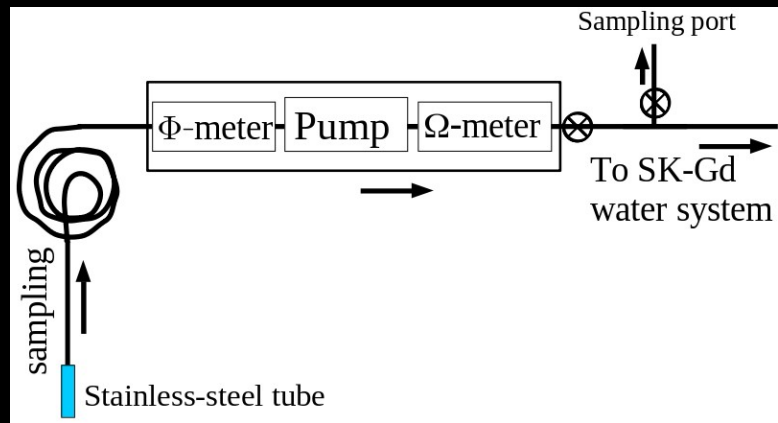 Sampling port
Φ-meter
Pump
Ω-meter
To SK-Gd
water system
sampling
Stainless-steel tube